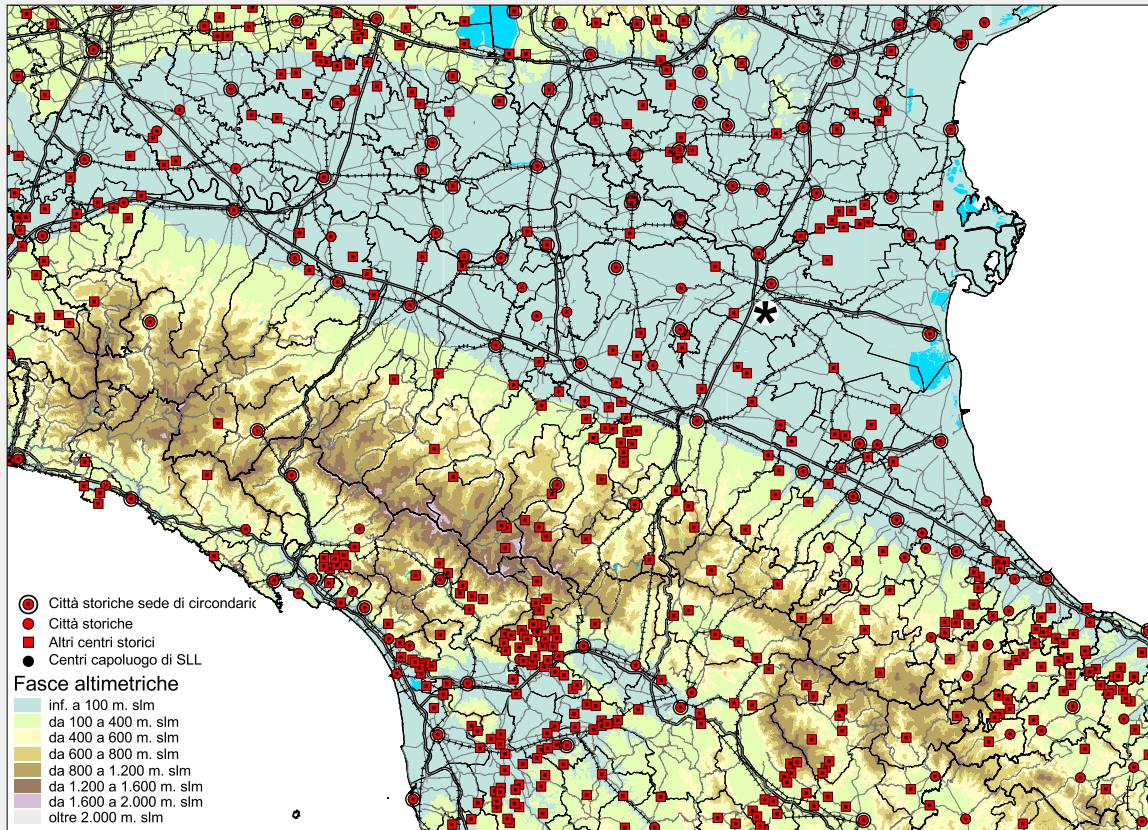 *
Città storiche sede di circondaric
Città storiche
Altri centri storici
Centri capoluogo di SLL
Fasce altimetriche
inf. a 100 m. slm
da 100 a 400 m. slm
da 400 a 600 m. slm
da 600 a 800 m. slm
da 800 a 1.200 m. slm
da 1.200 a 1.600 m. slm
da 1.600 a 2.000 m. slm
oltre 2.000 m. slm